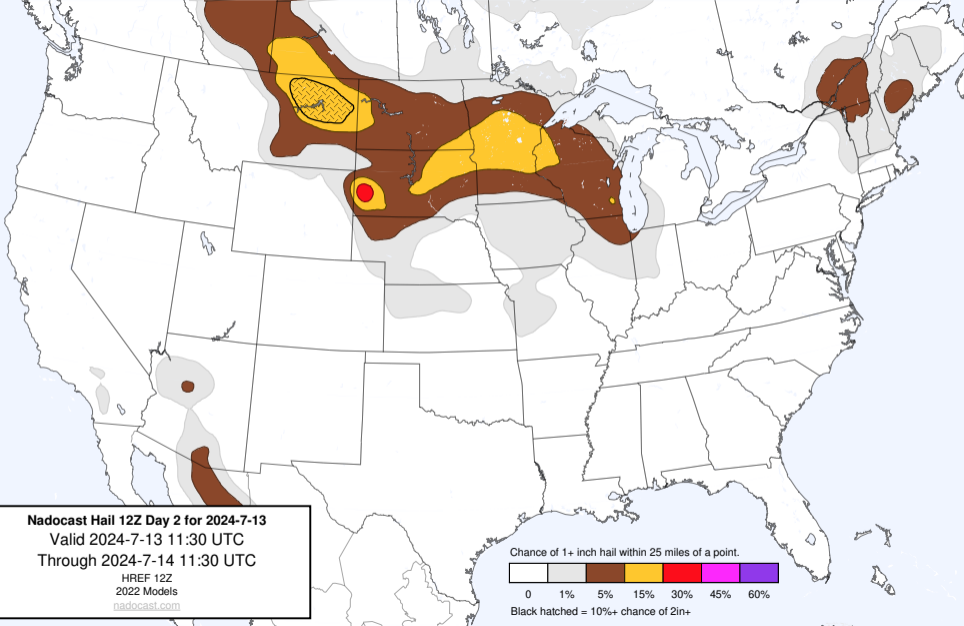 Nadocast Hail 12Z Day 2 for 2024-7-13
Valid 2024-7-13 11:30 UTC
Through 2024-7-14 11:30 UTC
HREF 12Z
2022 Models
nadocast.com
Chance of 1+ inch hail within 25 miles of a point.
0 1% 5% 15% 30% 45% 60%
Black hatched = 10%+ chance of 2in+